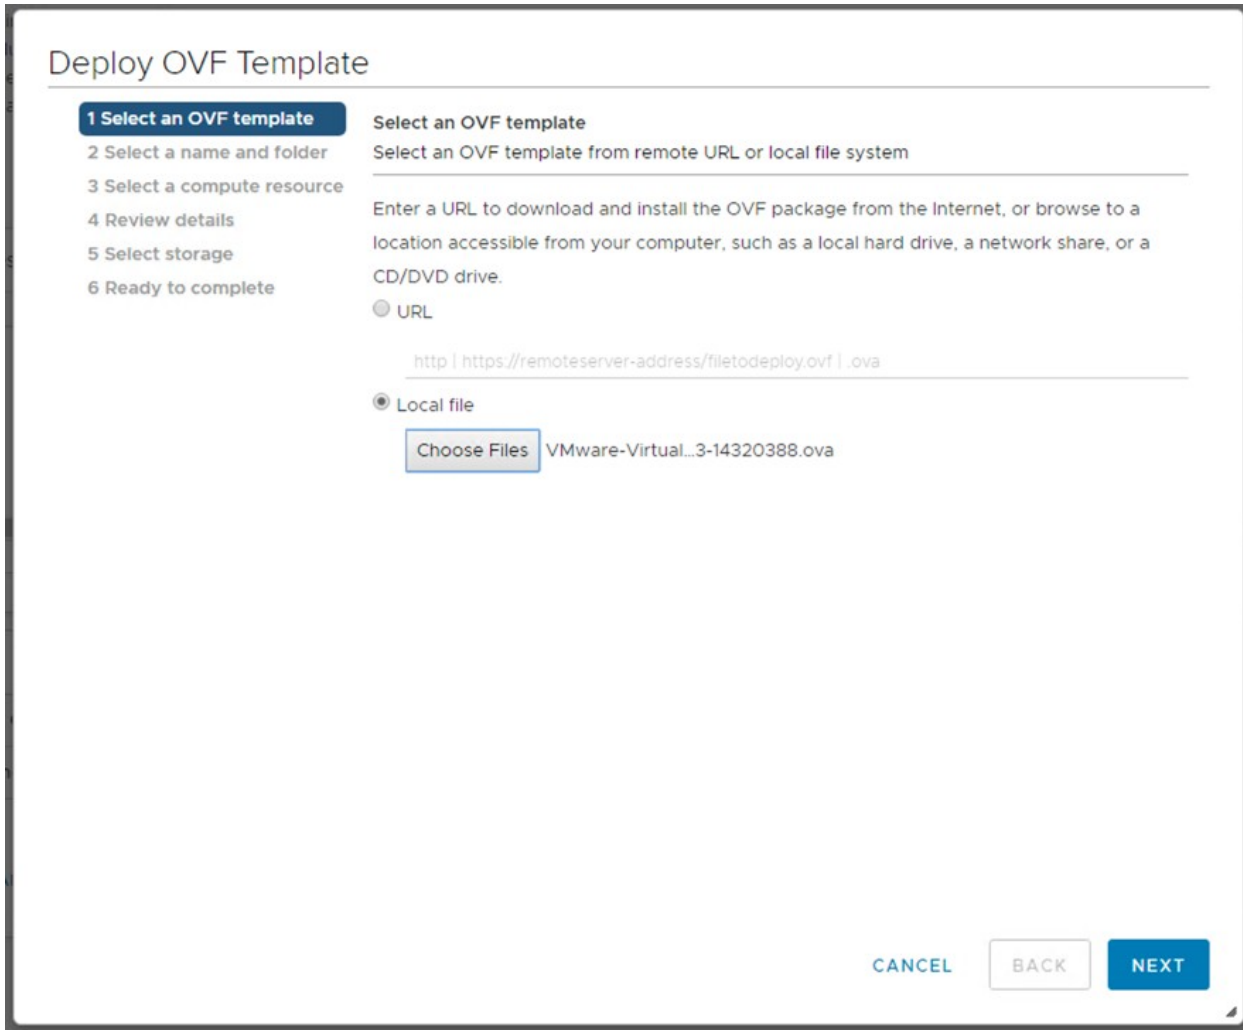 Deploy OVF Template
1 Select an OVF template
2 Select a name and folder
3 Select a compute resource
4 Review details
5 Select storage
6 Ready to complete
Select an OVF template
Select an OVF template from remote URL or local file system
Enter a URL to download and install the OVF package from the Internet, or browse to a
location accessible from your computer, such as a local hard drive, a network share, or a
CD/DVD drive.
URL
http | https://remoteserver-address/filetodeploy.ovf | .ova
Local file
Choose Files VMware-Virtual...3-14320388.ova
CANCEL BACK NEXT